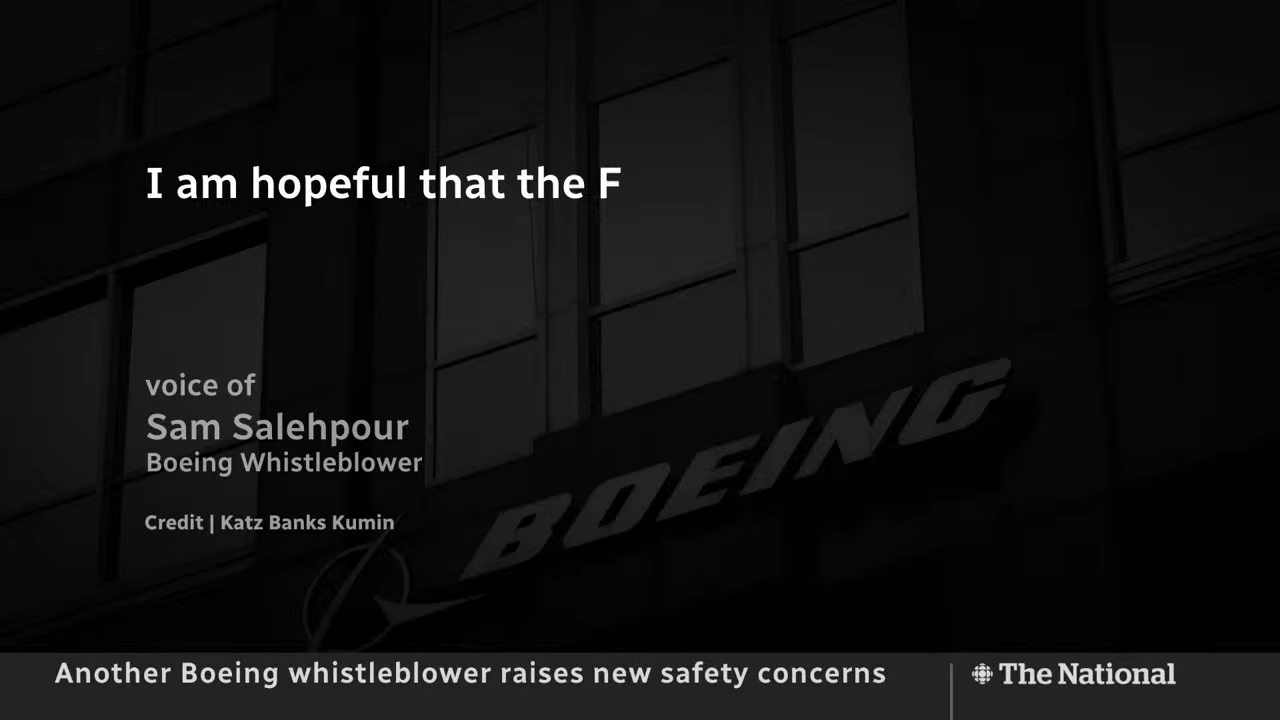 I am hopeful that the F
voice of
Sam Salehpour
Boeing Whistleblower
Credit | Katz Banks Kumin
BOEING
Another Boeing whistleblower raises new safety concerns
The National